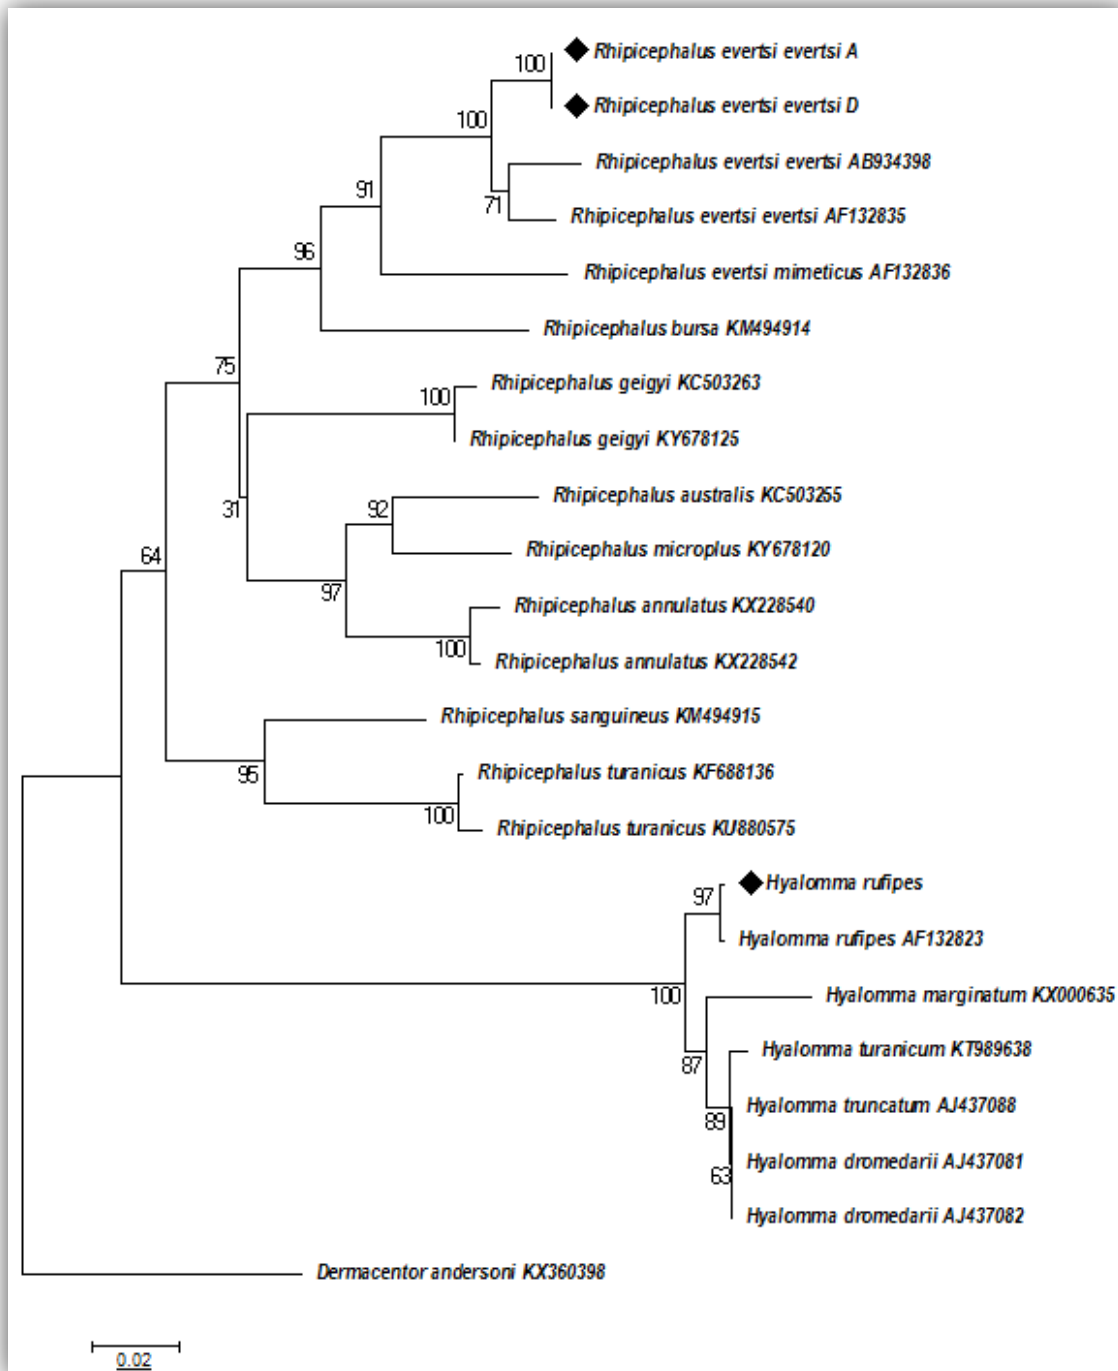 Rhipicephalus evertsi evertsi A
100
Rhipicephalus evertsi evertsi D
100
Rhipicephalus evertsi evertsi AB934398
91
71
Rhipicephalus evertsi evertsi AF132835
96
Rhipicephalus evertsi mimeticus AF132836
Rhipicephalus bursa KM494914
75
Rhipicephalus geigyi KC503263
100
Rhipicephalus geigyi KY678125
Rhipicephalus australis KC503255
92
31
Rhipicephalus microplus KY678120
64
97
Rhipicephalus annulatus KX228540
100
Rhipicephalus annulatus KX228542
Rhipicephalus sanguineus KM494915
95
Rhipicephalus turanicus KF688136
100
Rhipicephalus turanicus KU880575
Hyalomma rufipes
97
Hyalomma rufipes AF132823
100
Hyalomma marginatum KX000635
Hyalomma turanicum KT989638
87
Hyalomma truncatum AJ437088
89
Hyalomma dromedarii AJ437081
63
Hyalomma dromedarii AJ437082
Dermacentor andersoni KX360398
0.02